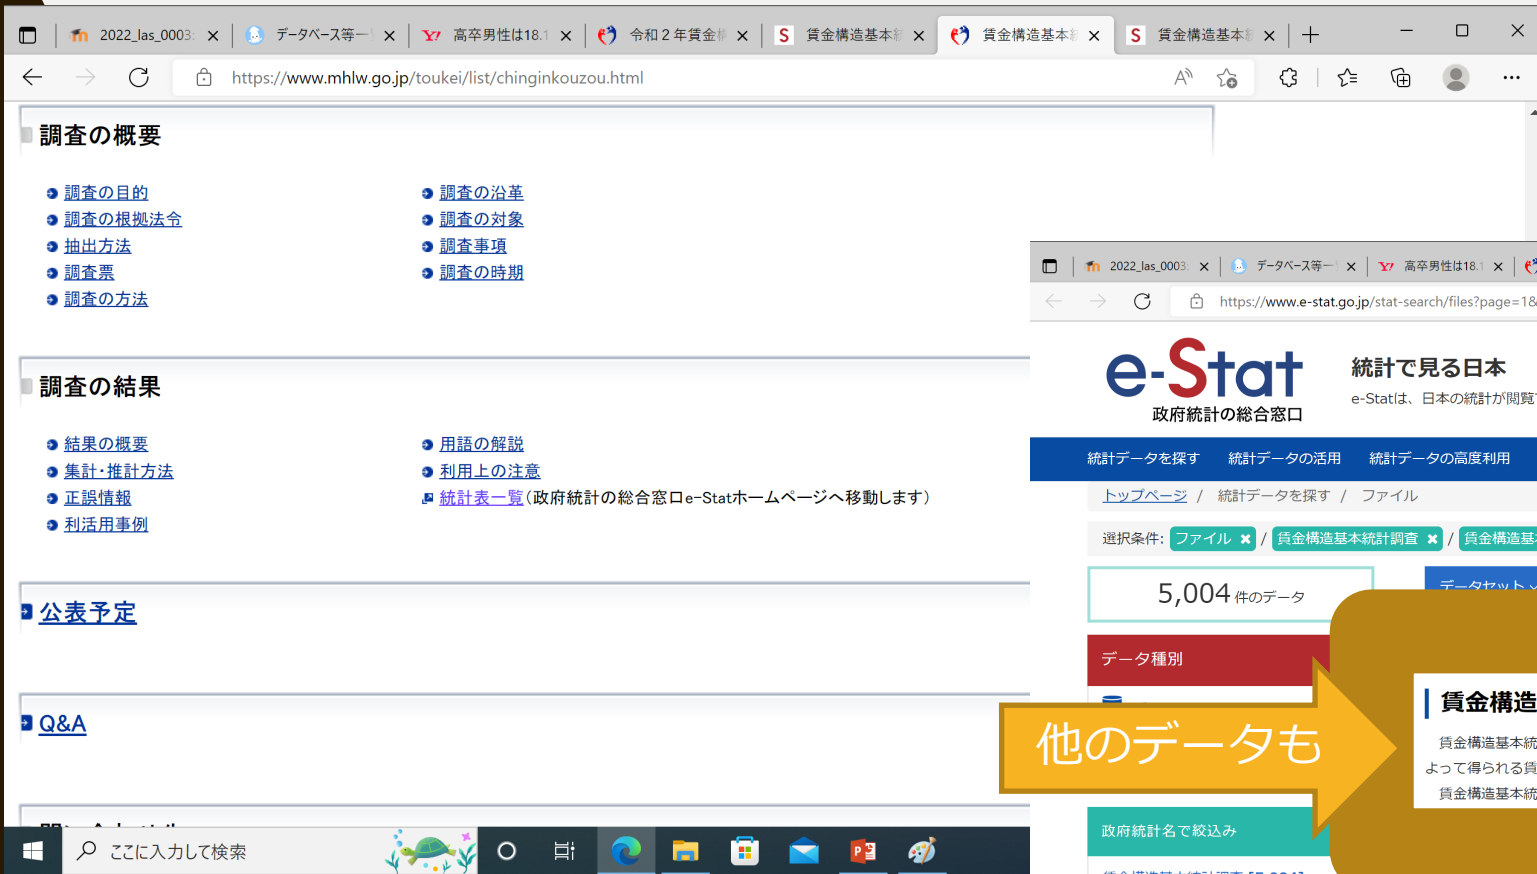 2022_las_0003
データベース等一
高卒男性は18.1
令和２年賃金
賃金構造基本
賃金構造基本
賃金構造基本
https://www.mhlw.go.jp/toukei/list/chinginkouzou.html
調査の概要
調査の目的
調査の沿革
調査の根拠法令
調査の対象
抽出方法
調査事項
調査票
調査の時期
調査の方法
調査の結果
結果の概要
用語の解説
集計・推計方法
利用上の注意
正誤情報
統計表一覧(政府統計の総合窓口e-Statホームページへ移動します)
利活用事例
公表予定
Q&A
ここに入力して検索
2022_las_0003
データベース等一
高卒男性は18.1
https://www.e-stat.go.jp/stat-search/files?page=1&
e-Stat
政府統計の総合窓口
統計で見る日本
e-Statは、日本の統計が閲覧
統計データを探す 統計データの活用 統計データの高度利用
トップページ / 統計データを探す / ファイル
選択条件: ファイル / 賃金構造基本統計調査 / 賃金構造基
5,004 件のデータ
データセット
データ種別
他のデータも
賃金構造
賃金構造基本統
よって得られる賃
賃金構造基本統
政府統計名で絞込み